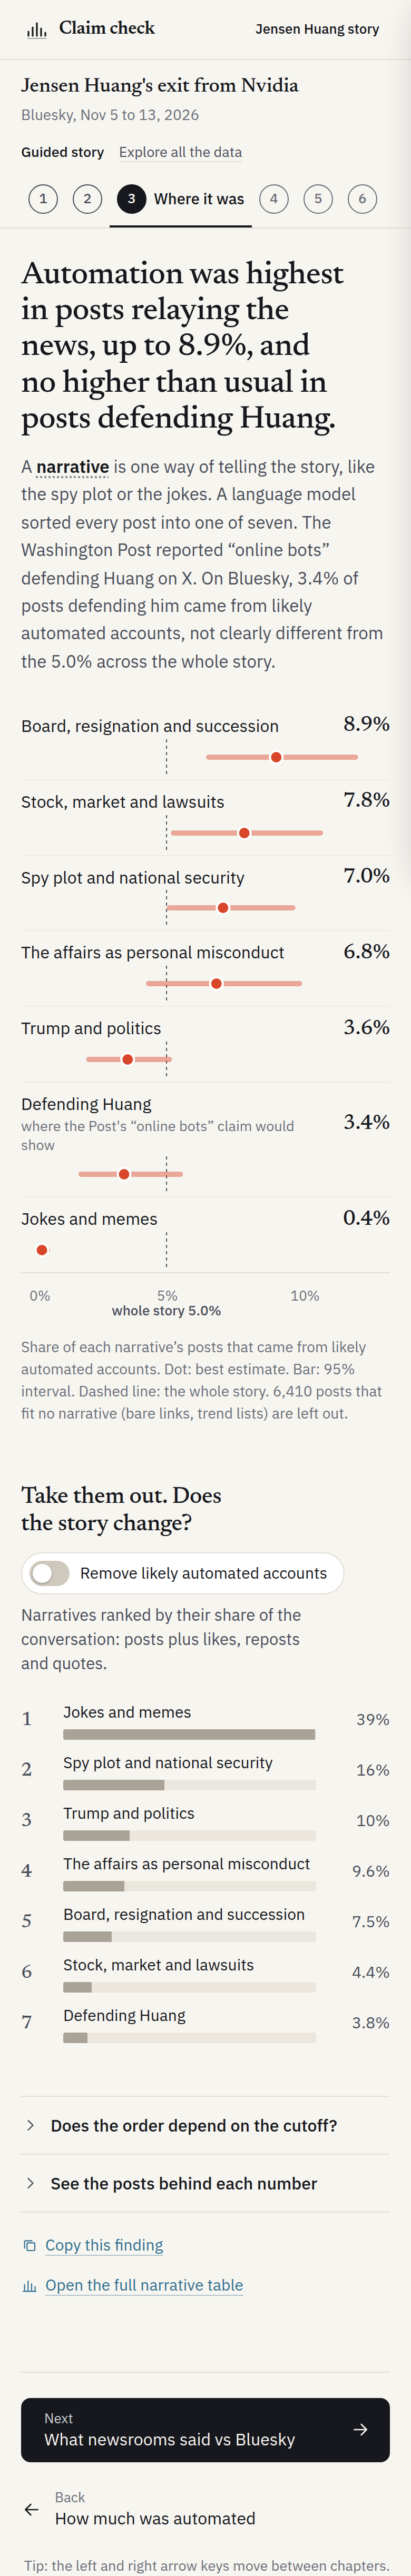 Claim check
Jensen Huang story
Jensen Huang's exit from Nvidia
Bluesky, Nov 5 to 13, 2026
Guided story Explore all the data
1 2 3 Where it was 4 5 6
Automation was highest
in posts relaying the
news, up to 8.9%, and
no higher than usual in
posts defending Huang.
A narrative is one way of telling the story, like
the spy plot or the jokes. A language model
sorted every post into one of seven. The
Washington Post reported “online bots”
defending Huang on X. On Bluesky, 3.4% of
posts defending him came from likely
automated accounts, not clearly different from
the 5.0% across the whole story.
Board, resignation and succession 8.9%
Stock, market and lawsuits 7.8%
Spy plot and national security 7.0%
The affairs as personal misconduct 6.8%
Trump and politics 3.6%
Defending Huang
where the Post's “online bots” claim would
show
3.4%
Jokes and memes 0.4%
0% 5% 10%
whole story 5.0%
Share of each narrative’s posts that came from likely
automated accounts. Dot: best estimate. Bar: 95%
interval. Dashed line: the whole story. 6,410 posts that
fit no narrative (bare links, trend lists) are left out.
Take them out. Does
the story change?
Remove likely automated accounts
Narratives ranked by their share of the
conversation: posts plus likes, reposts
and quotes.
1 Jokes and memes 39%
2 Spy plot and national security 16%
3 Trump and politics 10%
4 The affairs as personal misconduct 9.6%
5 Board, resignation and succession 7.5%
6 Stock, market and lawsuits 4.4%
7 Defending Huang 3.8%
Does the order depend on the cutoff?
See the posts behind each number
Copy this finding
Open the full narrative table
Next
What newsrooms said vs Bluesky
Back
How much was automated
Tip: the left and right arrow keys move between chapters.